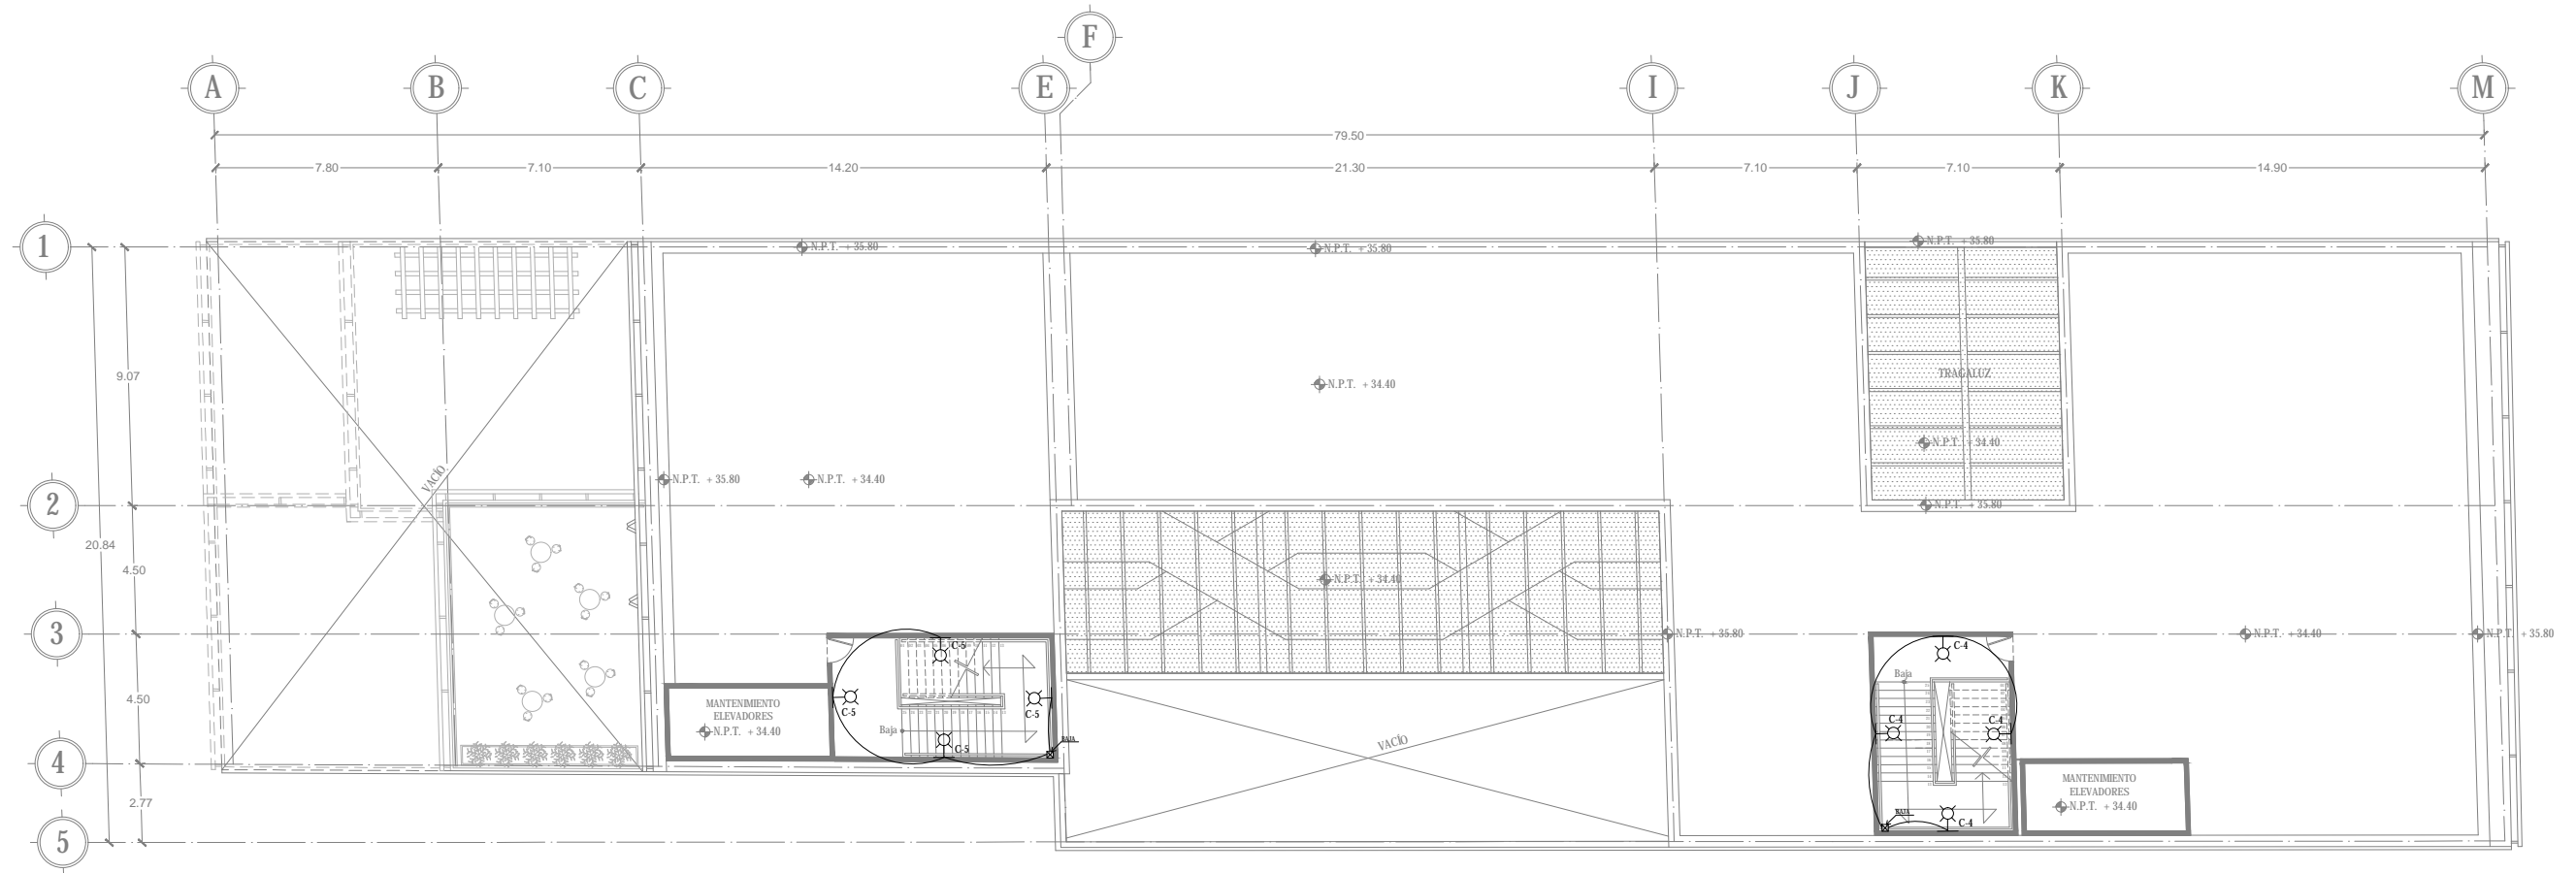 F
A
B
C
E
I
J
K
M
79.50
7.80
7.10
14.20
21.30
7.10
7.10
14.90
1
N.P.T. + 35.80
N.P.T. + 35.80
N.P.T. + 35.80
9.07
TRAGALUZ
N.P.T. + 34.40
N.P.T. + 34.40
VACÍO
N.P.T. + 35.80
N.P.T. + 34.40
2
N.P.T. + 35.80
20.84
4.50
N.P.T. + 34.40
3
N.P.T. + 35.80
N.P.T. + 34.40
N.P.T. + 35.80
C-5
C-4
Baja
4.50
MANTENIMIENTO
ELEVADORES
N.P.T. + 34.40
C-5
C-5
C-4
C-4
Baja
C-5
BAJA
VACÍO
4
MANTENIMIENTO
ELEVADORES
N.P.T. + 34.40
2.77
BAJA
C-4
5